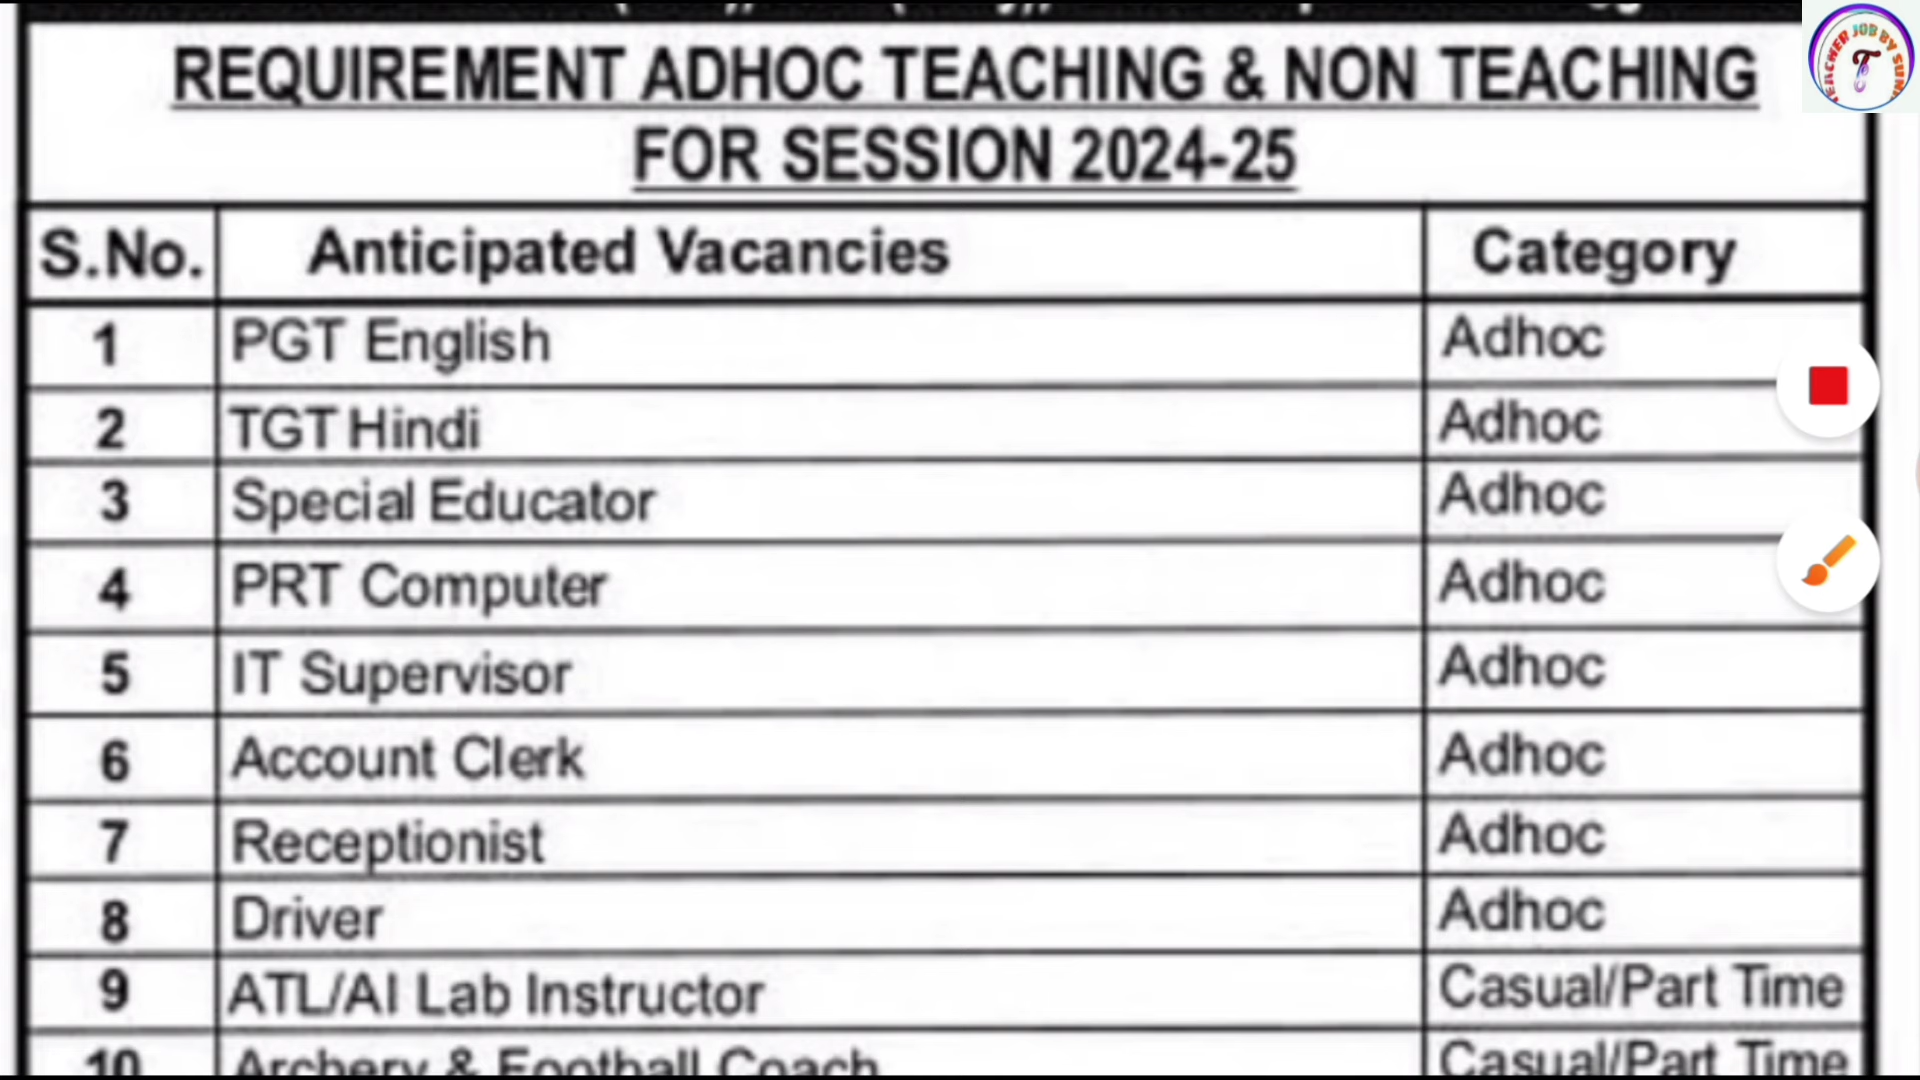 REQUIREMENT ADHOC TEACHING & NON TEACHING
FOR SESSION 2024-25
S.No. Anticipated Vacancies Category
1 PGT English Adhoc
2 TGT Hindi Adhoc
3 Special Educator Adhoc
4 PRT Computer Adhoc
5 IT Supervisor Adhoc
6 Account Clerk Adhoc
7 Receptionist Adhoc
8 Driver Adhoc
9 ATL/AI Lab Instructor Casual/Part Time
10 Archery & Football Coach Casual/Part Time
TEACHER JOB BY
T